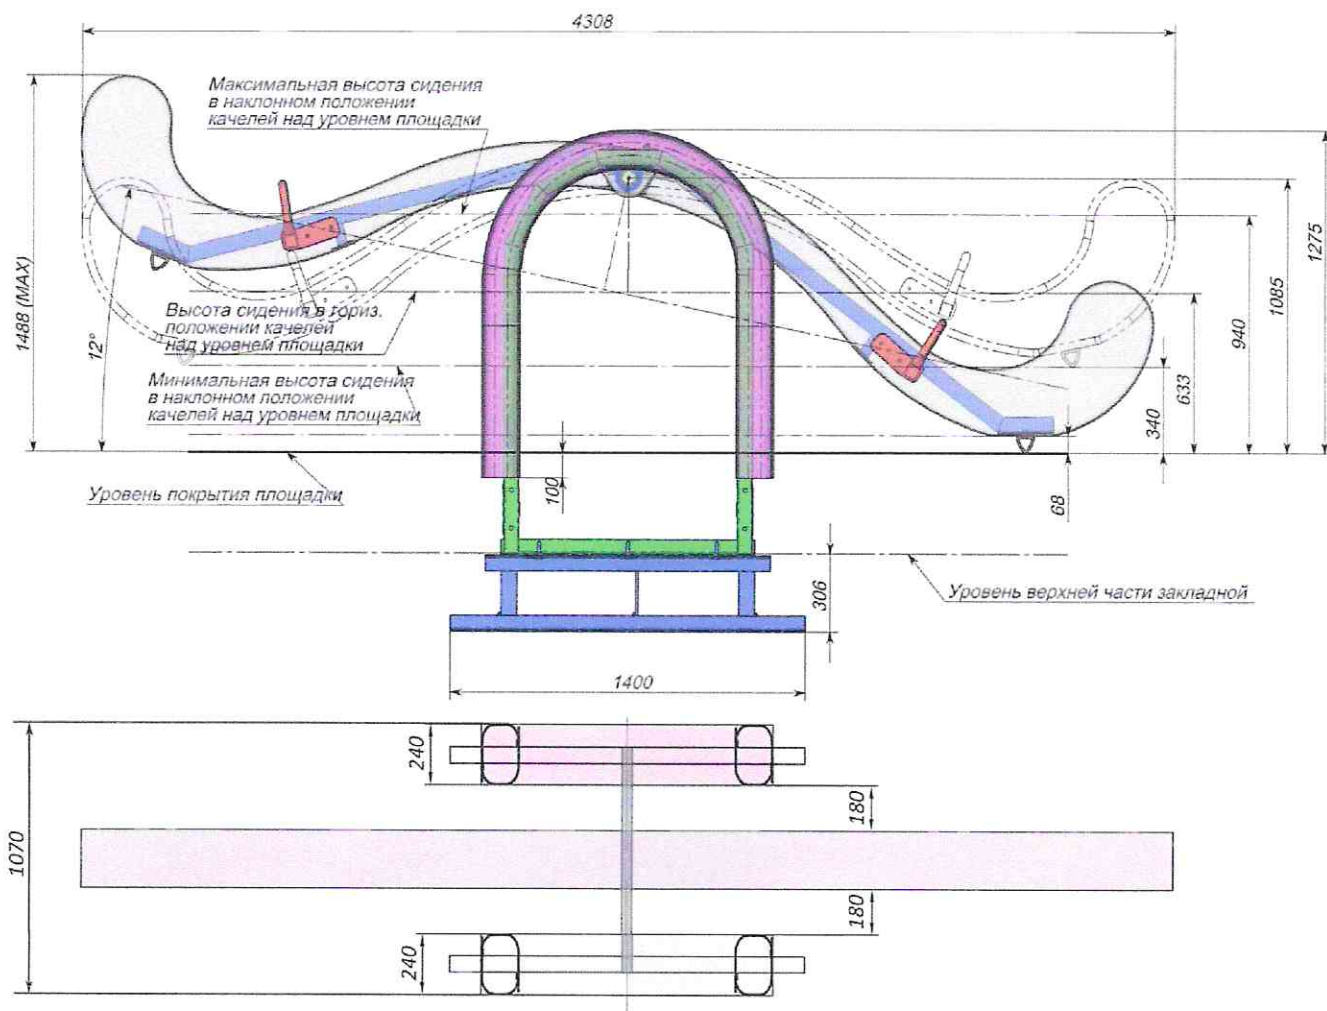 4308
Максимальная высота сидения
в наклонном положении
качелей над уровнем площадки
1488 (MAX)
12°
Высота сидения в гориз.
положении качелей
над уровнем площадки
Минимальная высота сидения
в наклонном положении
качелей над уровнем площадки
1275
1085
940
633
340
68
100
Уровень покрытия площадки
306
Уровень верхней части закладной
1400
240
180
1070
180
240